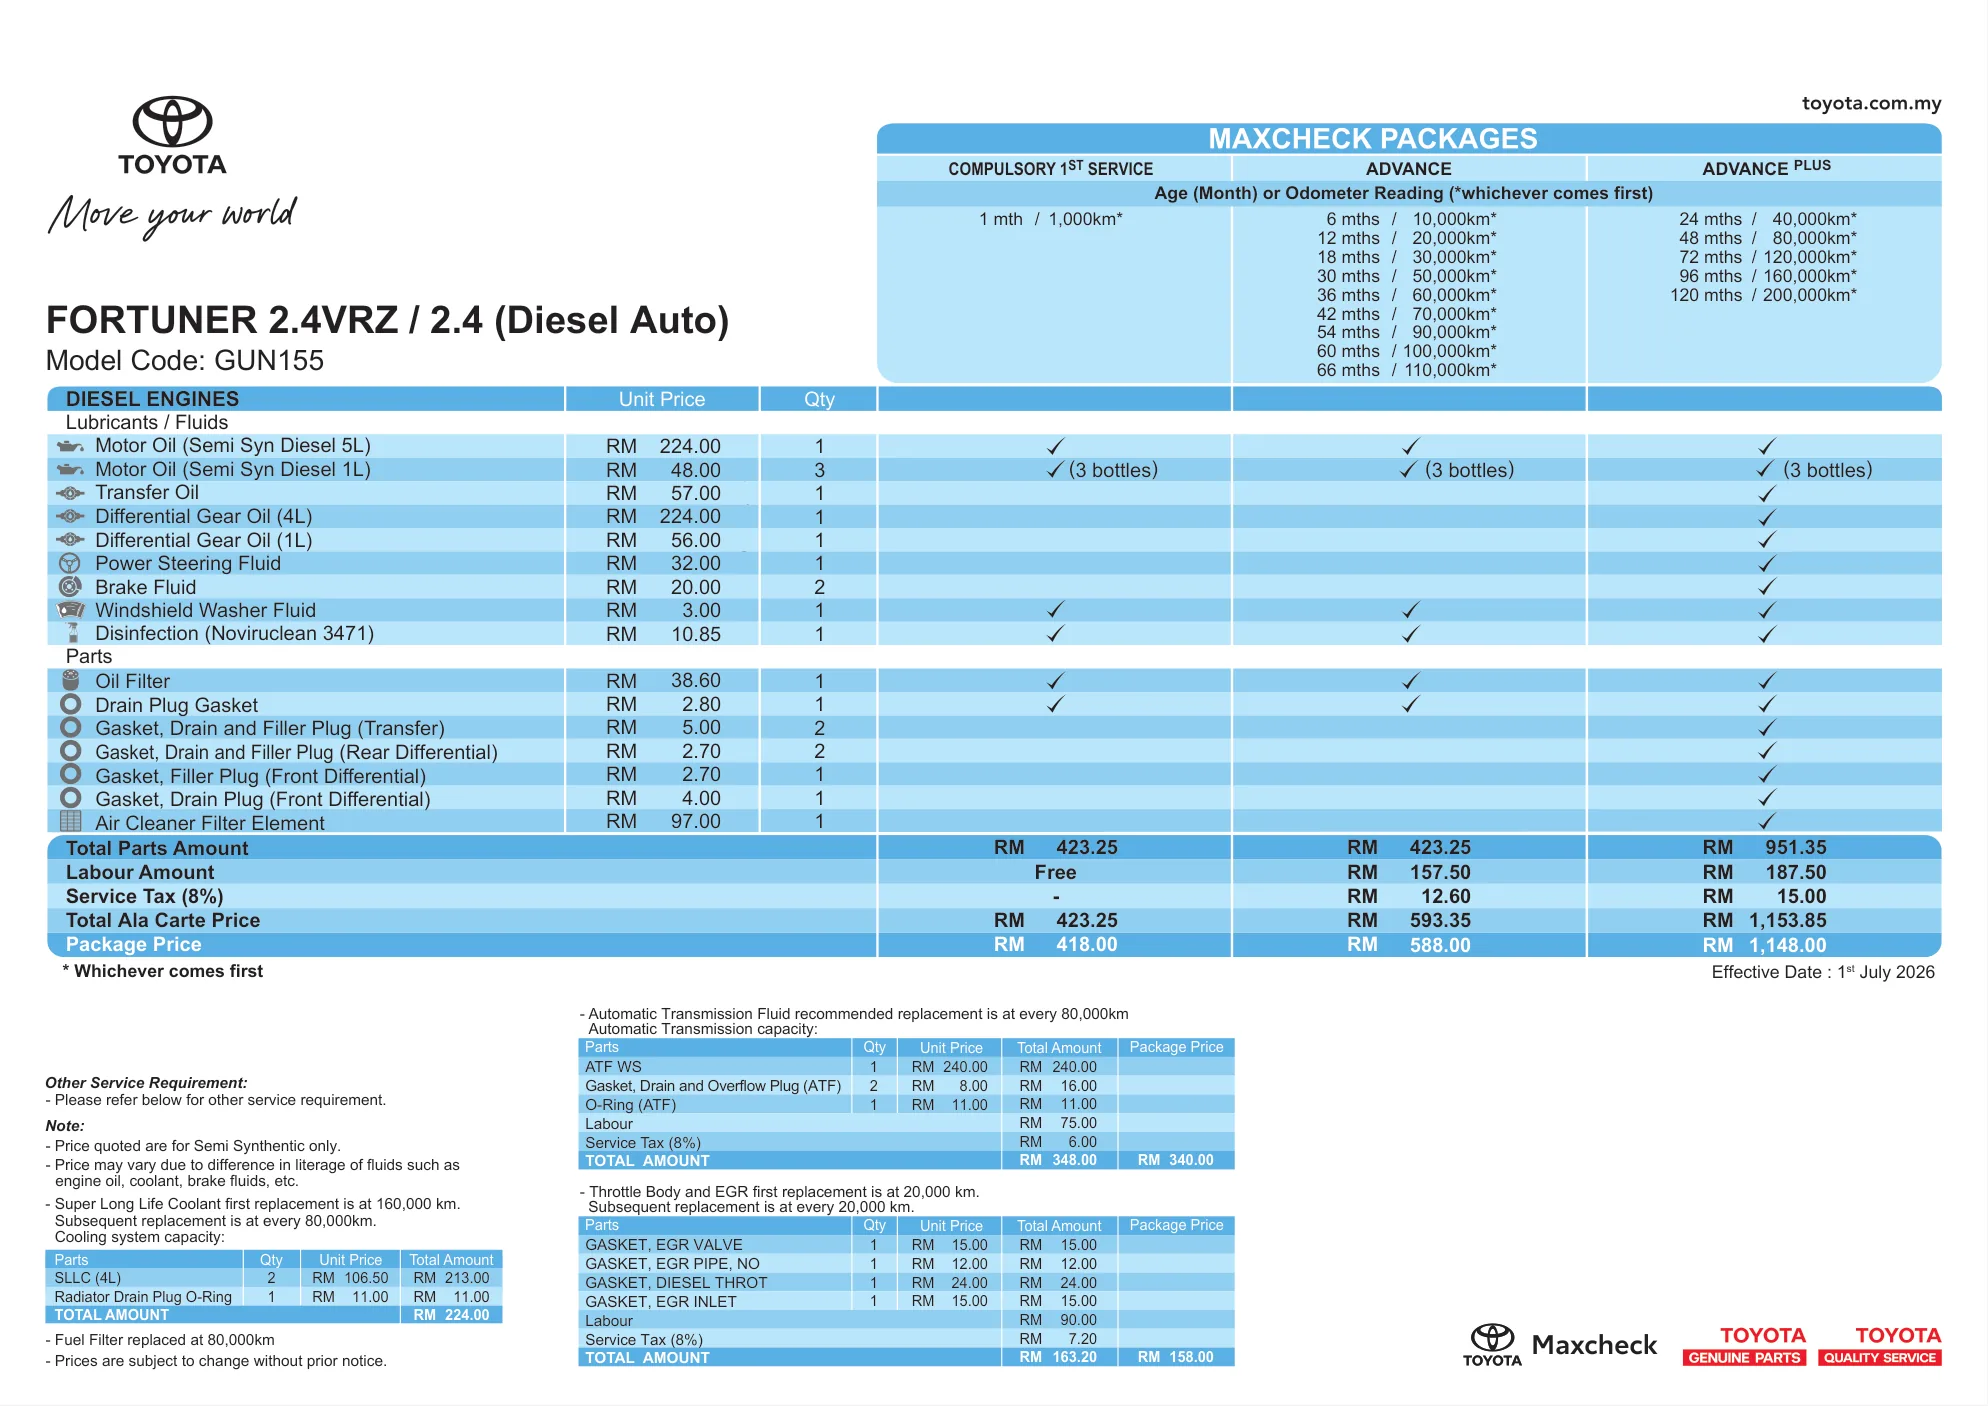 TOYOTA
Move your world
toyota.com.my
MAXCHECK PACKAGES
COMPULSORY 1ST SERVICE ADVANCE ADVANCE PLUS
Age (Month) or Odometer Reading (*whichever comes first)
1 mth / 1,000km* 6 mths / 10,000km* 24 mths / 40,000km*
12 mths / 20,000km* 48 mths / 80,000km*
18 mths / 30,000km* 72 mths / 120,000km*
30 mths / 50,000km* 96 mths / 160,000km*
36 mths / 60,000km* 120 mths / 200,000km*
42 mths / 70,000km*
54 mths / 90,000km*
60 mths / 100,000km*
66 mths / 110,000km*
FORTUNER 2.4VRZ / 2.4 (Diesel Auto)
Model Code: GUN155
DIESEL ENGINES Unit Price Qty
Lubricants / Fluids
Motor Oil (Semi Syn Diesel 5L) RM 224.00 1 ✓ ✓ ✓
Motor Oil (Semi Syn Diesel 1L) RM 48.00 3 ✓ (3 bottles) ✓ (3 bottles) ✓ (3 bottles)
Transfer Oil RM 57.00 1 ✓
Differential Gear Oil (4L) RM 224.00 1 ✓
Differential Gear Oil (1L) RM 56.00 1 ✓
Power Steering Fluid RM 32.00 1 ✓
Brake Fluid RM 20.00 2 ✓
Windshield Washer Fluid RM 3.00 1 ✓ ✓ ✓
Disinfection (Noviruclean 3471) RM 10.85 1 ✓ ✓ ✓
Parts
Oil Filter RM 38.60 1 ✓ ✓ ✓
Drain Plug Gasket RM 2.80 1 ✓ ✓ ✓
Gasket, Drain and Filler Plug (Transfer) RM 5.00 2 ✓
Gasket, Drain and Filler Plug (Rear Differential) RM 2.70 2 ✓
Gasket, Filler Plug (Front Differential) RM 2.70 1 ✓
Gasket, Drain Plug (Front Differential) RM 4.00 1 ✓
Air Cleaner Filter Element RM 97.00 1 ✓
Total Parts Amount RM 423.25 RM 423.25 RM 951.35
Labour Amount Free RM 157.50 RM 187.50
Service Tax (8%) - RM 12.60 RM 15.00
Total Ala Carte Price RM 423.25 RM 593.35 RM 1,153.85
Package Price RM 418.00 RM 588.00 RM 1,148.00
* Whichever comes first
Effective Date : 1st July 2026
Other Service Requirement:
- Please refer below for other service requirement.
Note:
- Price quoted are for Semi Synthentic only.
- Price may vary due to difference in literage of fluids such as
engine oil, coolant, brake fluids, etc.
- Super Long Life Coolant first replacement is at 160,000 km.
Subsequent replacement is at every 80,000km.
Cooling system capacity:
Parts Qty Unit Price Total Amount
SLLC (4L) 2 RM 106.50 RM 213.00
Radiator Drain Plug O-Ring 1 RM 11.00 RM 11.00
TOTAL AMOUNT RM 224.00
- Fuel Filter replaced at 80,000km
- Prices are subject to change without prior notice.
- Automatic Transmission Fluid recommended replacement is at every 80,000km
Automatic Transmission capacity:
Parts Qty Unit Price Total Amount Package Price
ATF WS 1 RM 240.00 RM 240.00
Gasket, Drain and Overflow Plug (ATF) 2 RM 8.00 RM 16.00
O-Ring (ATF) 1 RM 11.00 RM 11.00
Labour RM 75.00
Service Tax (8%) RM 6.00
TOTAL AMOUNT RM 348.00 RM 340.00
- Throttle Body and EGR first replacement is at 20,000 km.
Subsequent replacement is at every 20,000 km.
Parts Qty Unit Price Total Amount Package Price
GASKET, EGR VALVE 1 RM 15.00 RM 15.00
GASKET, EGR PIPE, NO 1 RM 12.00 RM 12.00
GASKET, DIESEL THROT 1 RM 24.00 RM 24.00
GASKET, EGR INLET 1 RM 15.00 RM 15.00
Labour RM 90.00
Service Tax (8%) RM 7.20
TOTAL AMOUNT RM 163.20 RM 158.00
TOYOTA Maxcheck
TOYOTA GENUINE PARTS
TOYOTA QUALITY SERVICE